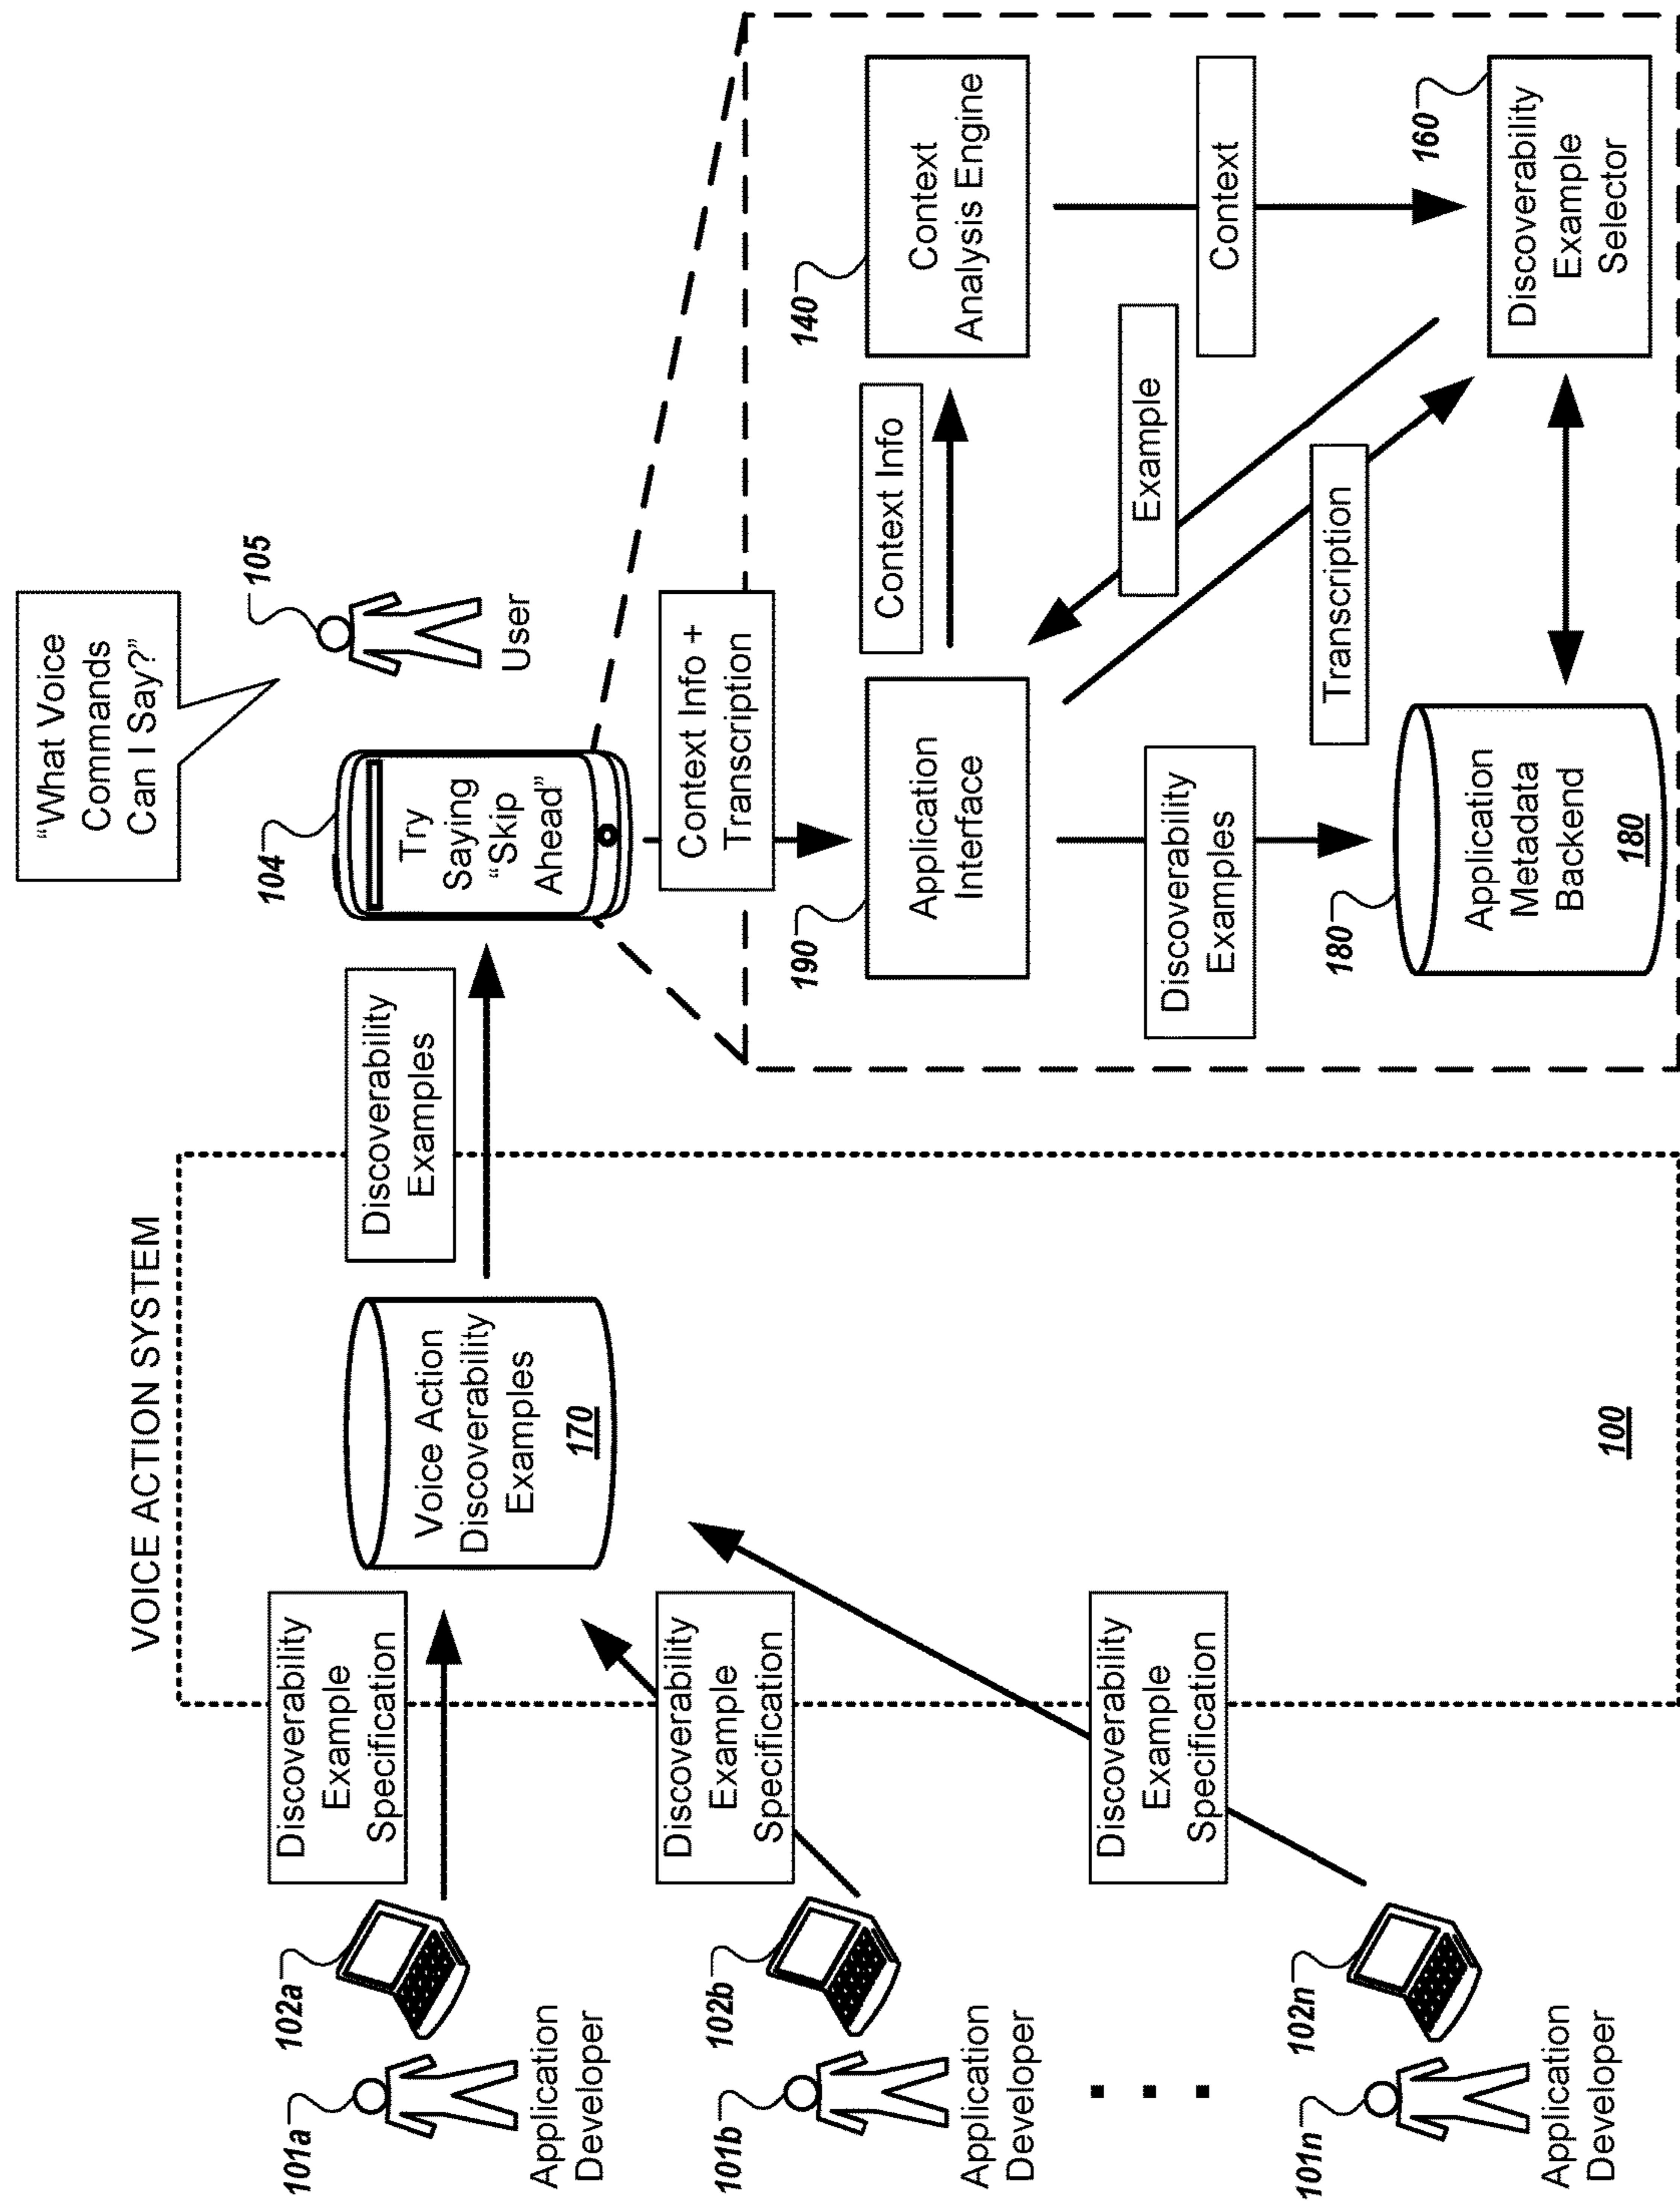 VOICE ACTION SYSTEM
101a
102a
Application
Developer
Discoverability
Example
Specification
101b
102b
Application
Developer
Discoverability
Example
Specification
101n
102n
Application
Developer
Discoverability
Example
Specification
Voice Action
Discoverability
Examples
170
100
Discoverability
Examples
“What Voice
Commands
Can I Say?”
104
Try
Saying
“Skip
Ahead”
105
User
Context Info +
Transcription
190
Application
Interface
Context Info
140
Context
Analysis Engine
Discoverability
Examples
Example
Transcription
Context
180
Application
Metadata
Backend
180
160
Discoverability
Example
Selector